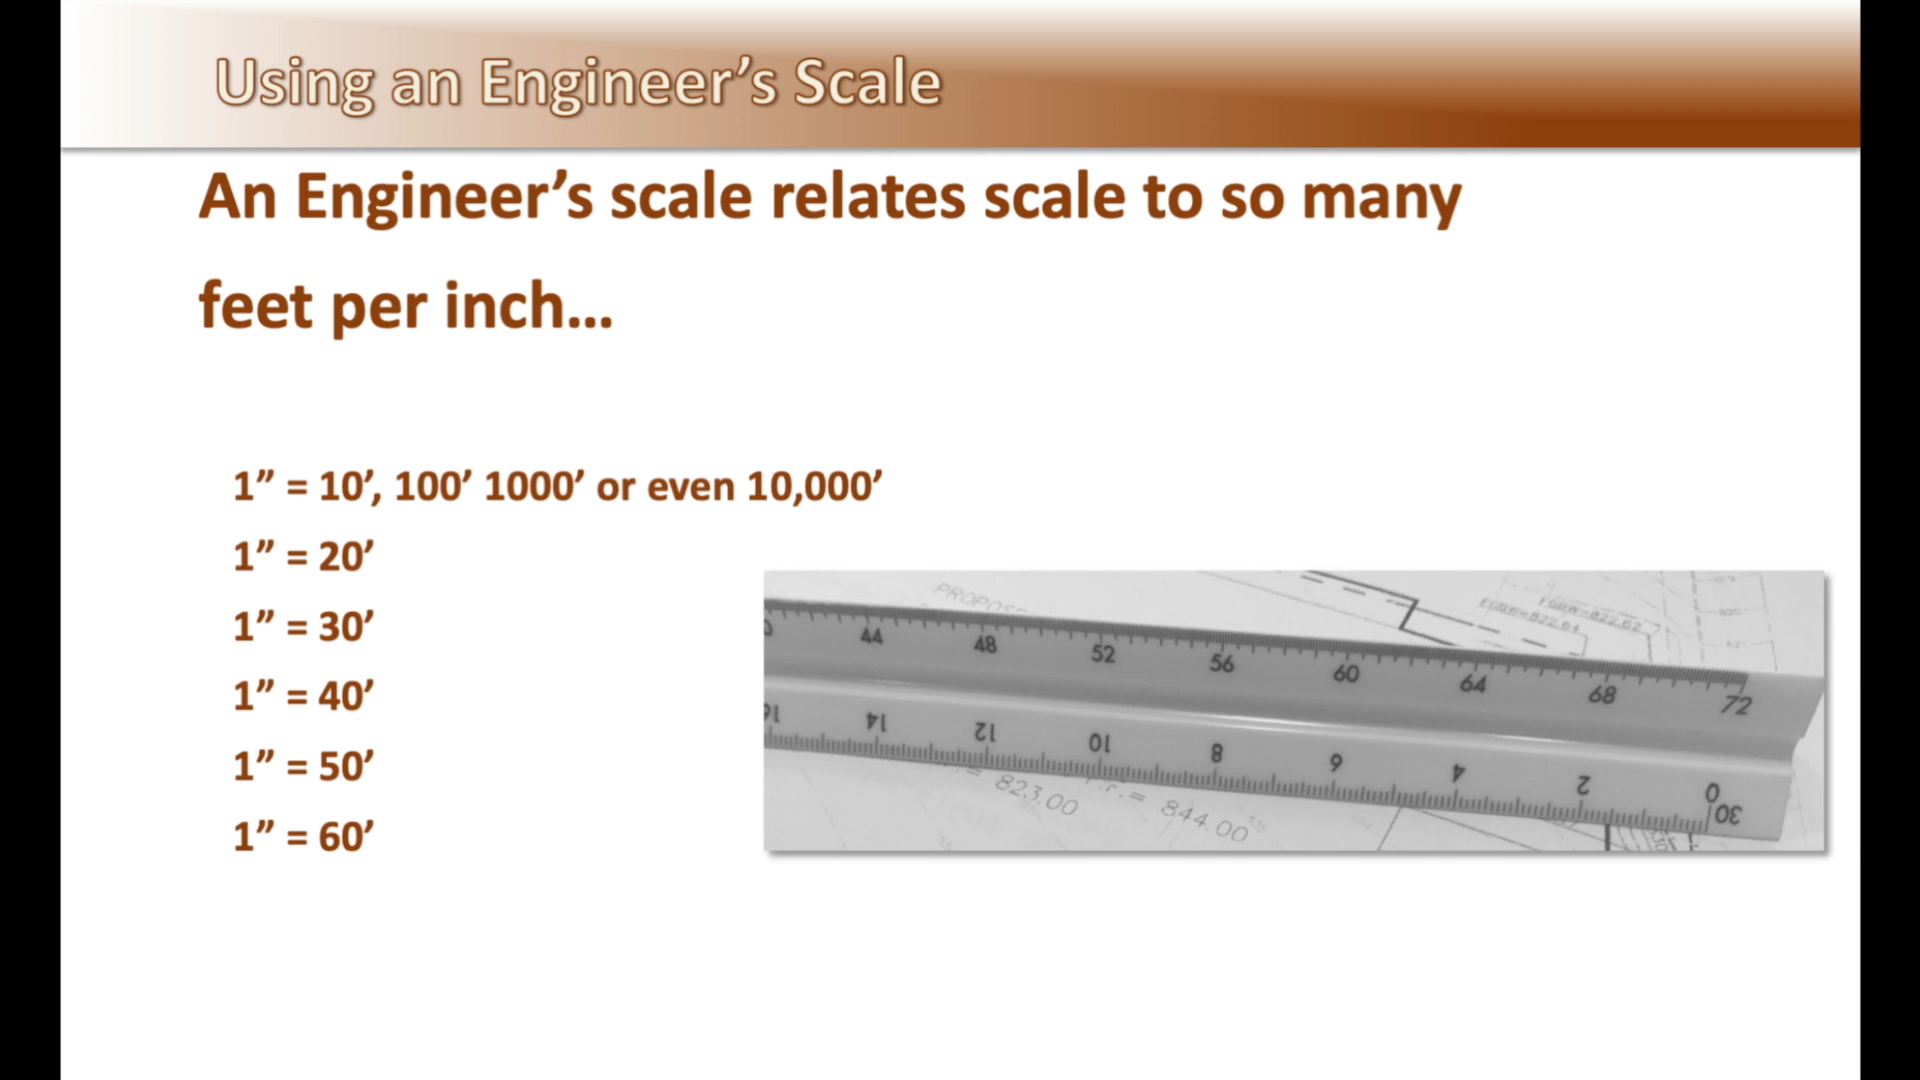 Using an Engineer’s Scale
An Engineer’s scale relates scale to so many
feet per inch...
1” = 10’, 100’ 1000’ or even 10,000’
1” = 20’
1” = 30’
1” = 40’
1” = 50’
1” = 60’
44 48 52 56 60 64 68 72
16 14 12 10 8 6 4 2 0
30
823.00
= 844.00